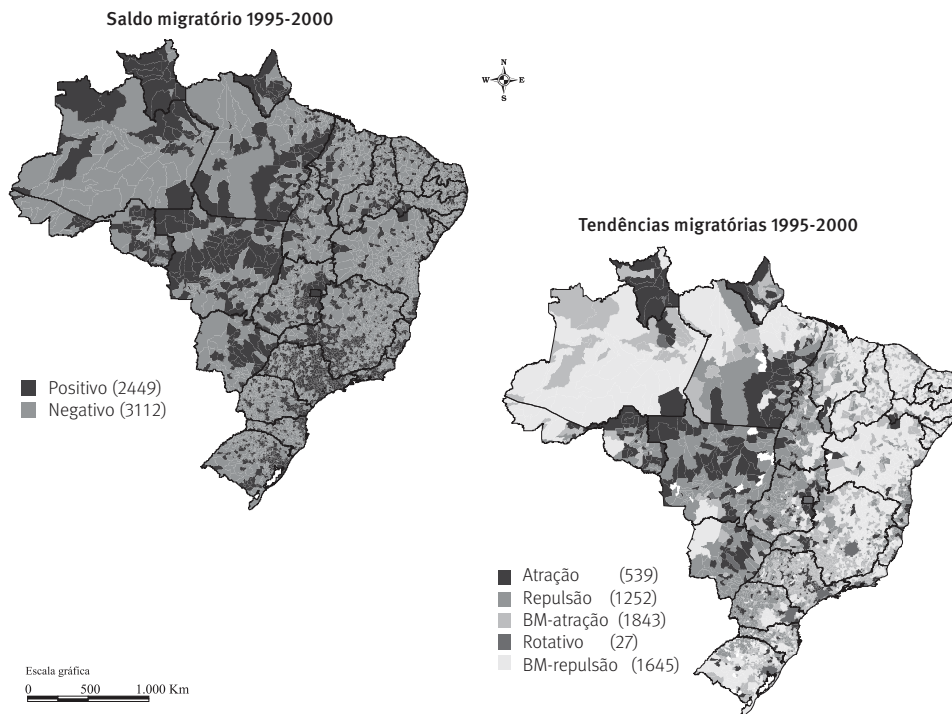 Saldo migratório 1995-2000
N
W E
S
Positivo (2449)
Negativo (3112)
Tendências migratórias 1995-2000
Atração (539)
Repulsão (1252)
BM-atração (1843)
Rotativo (27)
BM-repulsão (1645)
Escala gráfica
0 500 1.000 Km